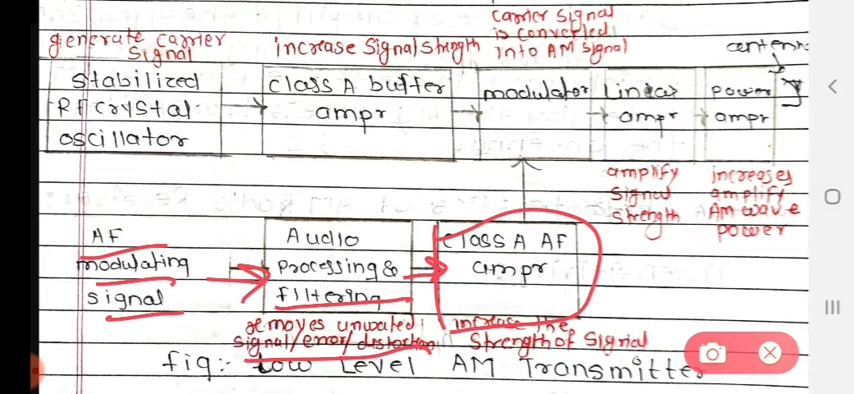 generate carrier
signal
increase Signal strength
carrier signal
is converted
into AM signal
Stabilized
RF crystal
oscillator
class A buffer
ampr
modulator
Linear
ampr
power
ampr
amplify
signal
strength
increases
amplify
AM wave
power
AF
modulating
signal
Audio
processing &
filtering
class A AF
ampr
removes unwated
signal/error/distortion
increase the
strength of signal
fig:- Low Level AM Transmitter